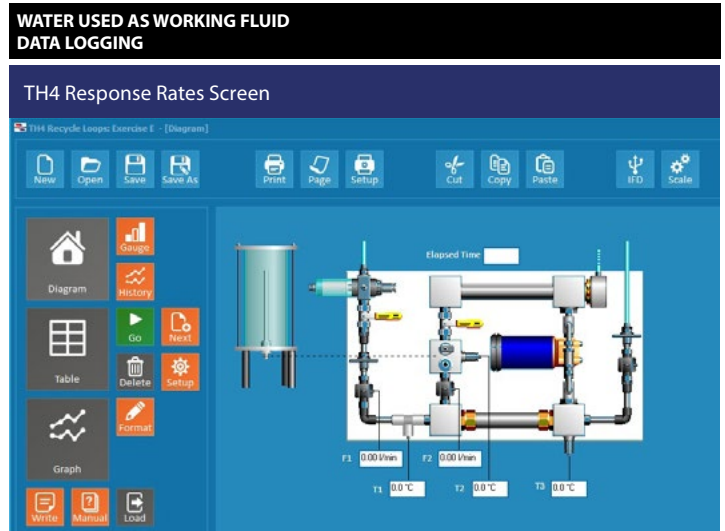 WATER USED AS WORKING FLUID
DATA LOGGING
TH4 Response Rates Screen
TH4 Recycle Loops: Exercise E - [Diagram]
New Open Save Save As Print Page Setup Cut Copy Paste IFD Scale
Gauge
Diagram History
Go Next
Table Delete Setup
Format
Graph
Write Manual Load
Elapsed Time
F1 0.00 l/min F2 0.00 l/min
T1 0.0 °C T2 0.0 °C T3 0.0 °C